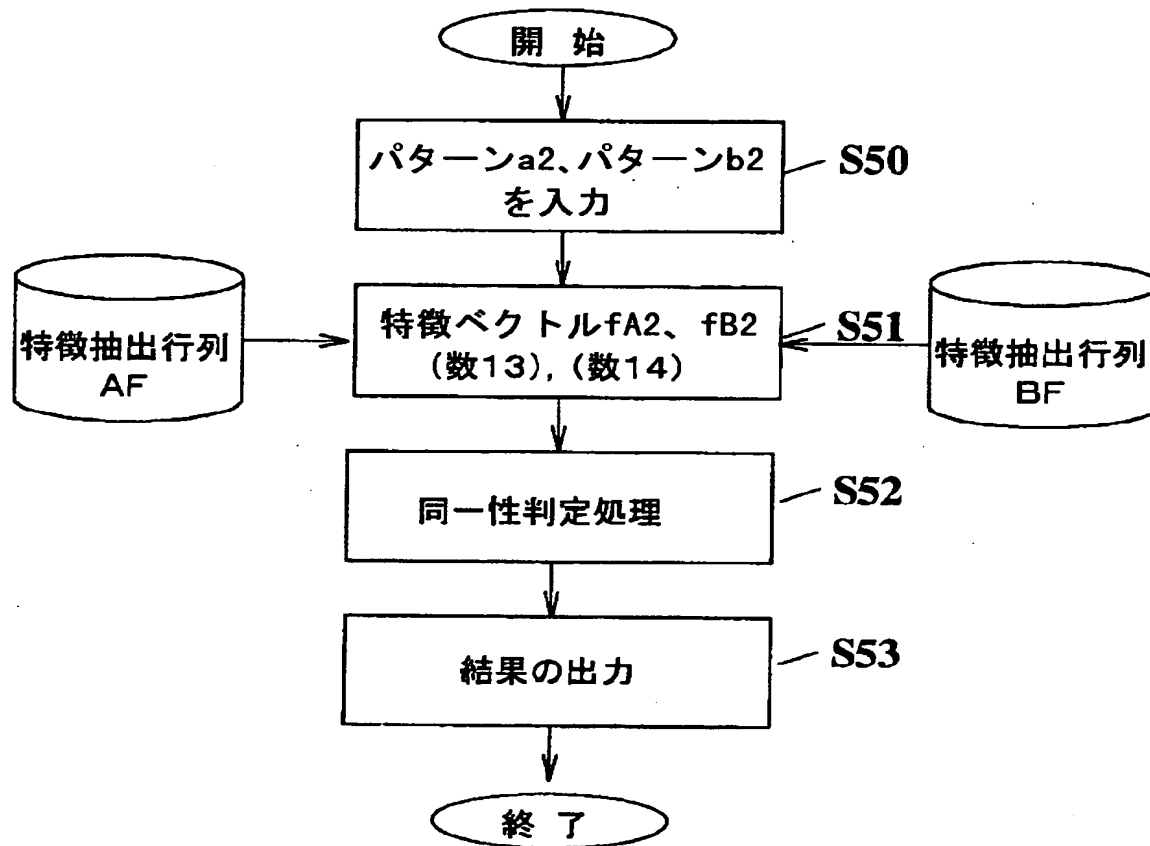 開 始
パターンa2、パターンb2
を入力
S50
特徴抽出行列
AF
特徴ベクトルfA2、fB2
(数13), (数14)
S51
特徴抽出行列
BF
同一性判定処理
S52
結果の出力
S53
終 了